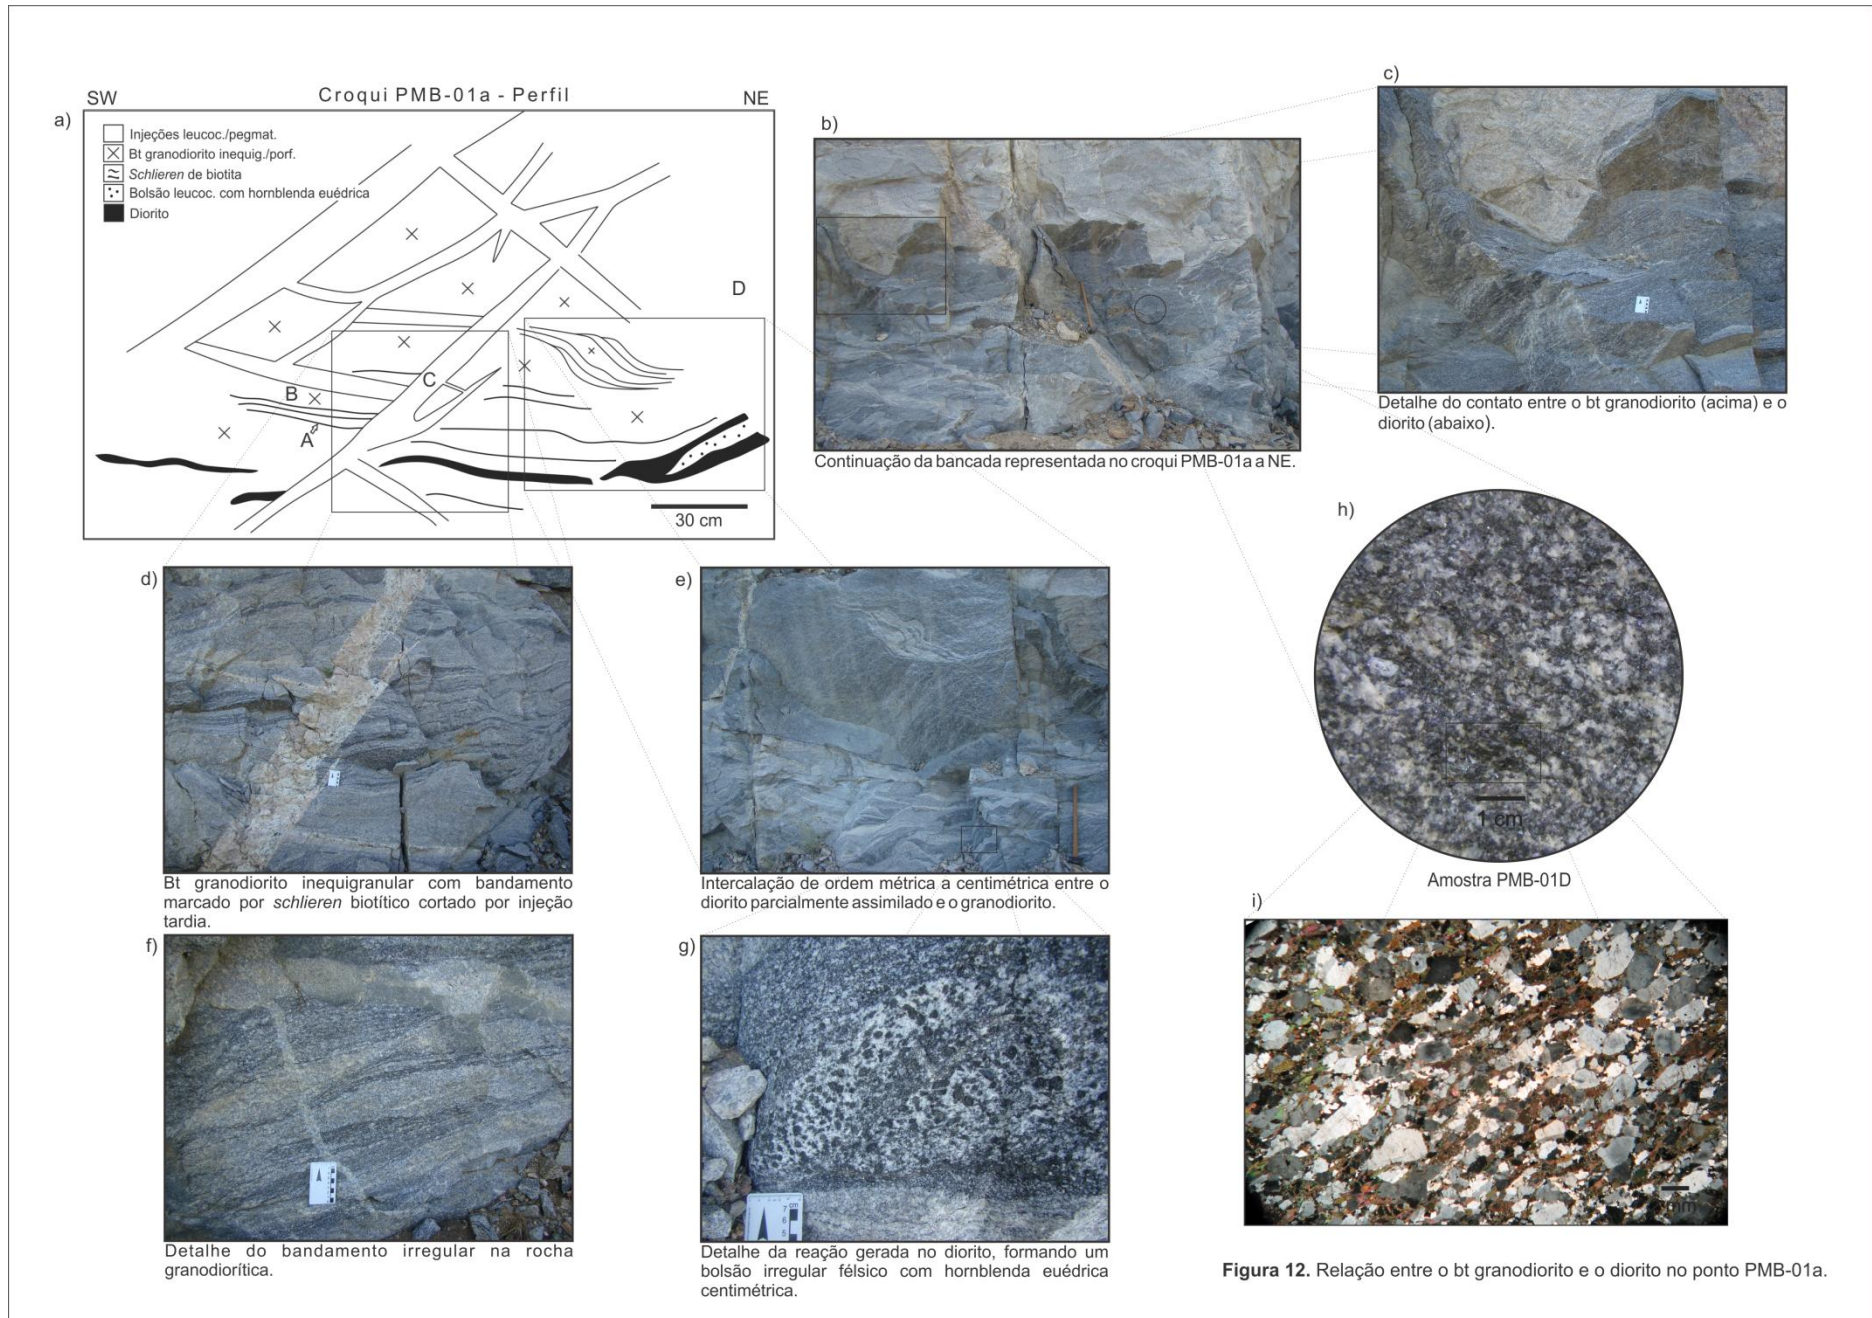 SW
Croqui PMB-01a - Perfil
NE
a)
Injeções leucoc./pegmat.
Bt granodiorito inequig./porf.
Schlieren de biotita
Bolsão leucoc. com hornblenda euédrica
Diorito
D
C
B
A
30 cm
b)
Continuação da bancada representada no croqui PMB-01a a NE.
c)
Detalhe do contato entre o bt granodiorito (acima) e o
diorito (abaixo).
d)
Bt granodiorito inequigranular com bandamento
marcado por schlieren biotítico cortado por injeção
tardia.
e)
Intercalação de ordem métrica a centimétrica entre o
diorito parcialmente assimilado e o granodiorito.
f)
Detalhe do bandamento irregular na rocha
granodiorítica.
g)
cm
7
6
5
Detalhe da reação gerada no diorito, formando um
bolsão irregular félsico com hornblenda euédrica
centimétrica.
h)
1 cm
Amostra PMB-01D
i)
Figura 12. Relação entre o bt granodiorito e o diorito no ponto PMB-01a.